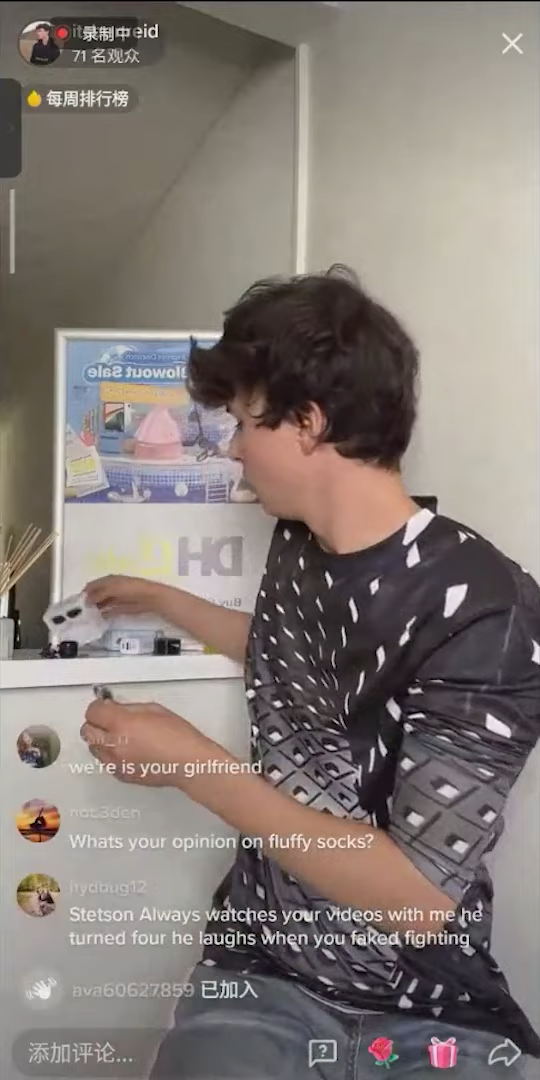 录制中
71 名观众
每周排行榜
lowout Sale
DH
we're is your girlfriend
not3den
Whats your opinion on fluffy socks?
Stetson Always watches your videos with me he
turned four he laughs when you faked fighting
ava60627859 已加入
添加评论...